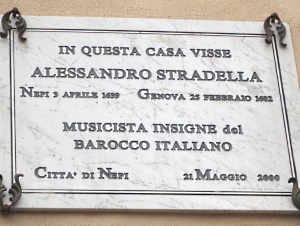 IN QUESTA CASA VISSE
ALESSANDRO STRADELLA
NEPI 3 APRILE 1639 GENOVA 25 FEBBRAIO 1682
MUSICISTA INSIGNE del
BAROCCO ITALIANO
CITTA' DI NEPI 21 MAGGIO 2000